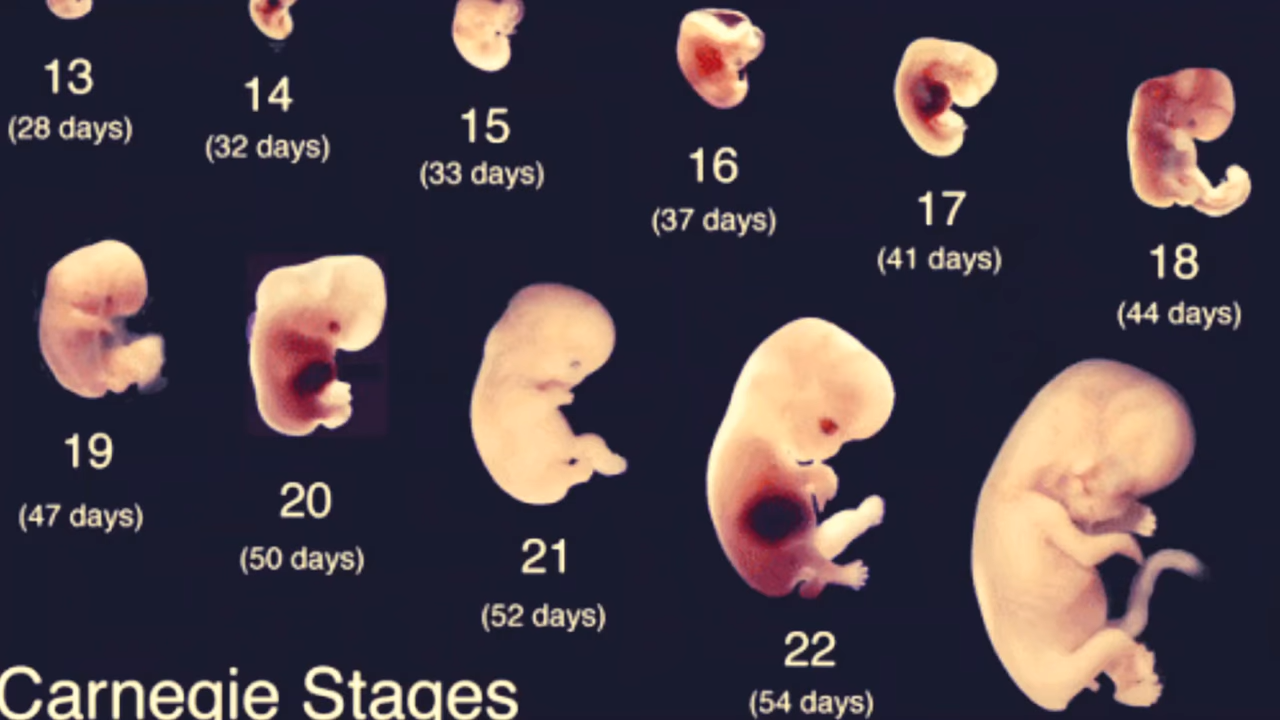 13
(28 days)
14
(32 days)
15
(33 days)
16
(37 days)
17
(41 days)
18
(44 days)
19
(47 days)
20
(50 days)
21
(52 days)
22
(54 days)
Carnegie Stages